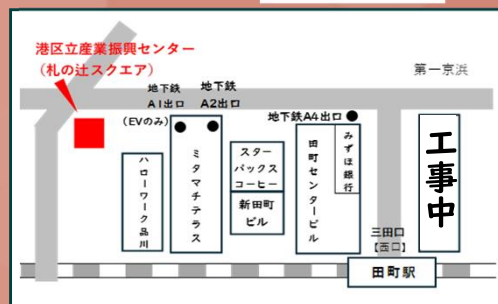 港区立産業振興センター
（札の辻スクエア）
第一京浜
地下鉄
A1出口
(EVのみ)
地下鉄
A2出口
地下鉄A4出口
ハローワーク品川
ミタマチテラス
スター
バックス
コーヒー
新田町
ビル
田町センタービル
みずほ銀行
工事中
三田口
【西口】
田町駅